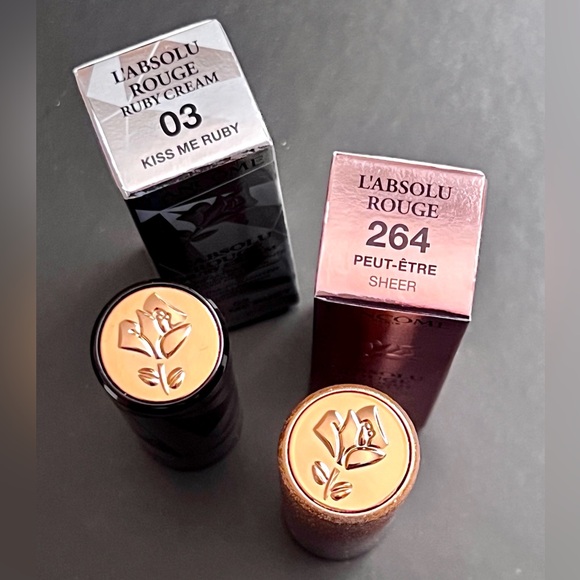 L'ABSOLU
ROUGE
RUBY CREAM
03
KISS ME RUBY
L'ABSOLU
ROUGE
264
PEUT-ÊTRE
SHEER